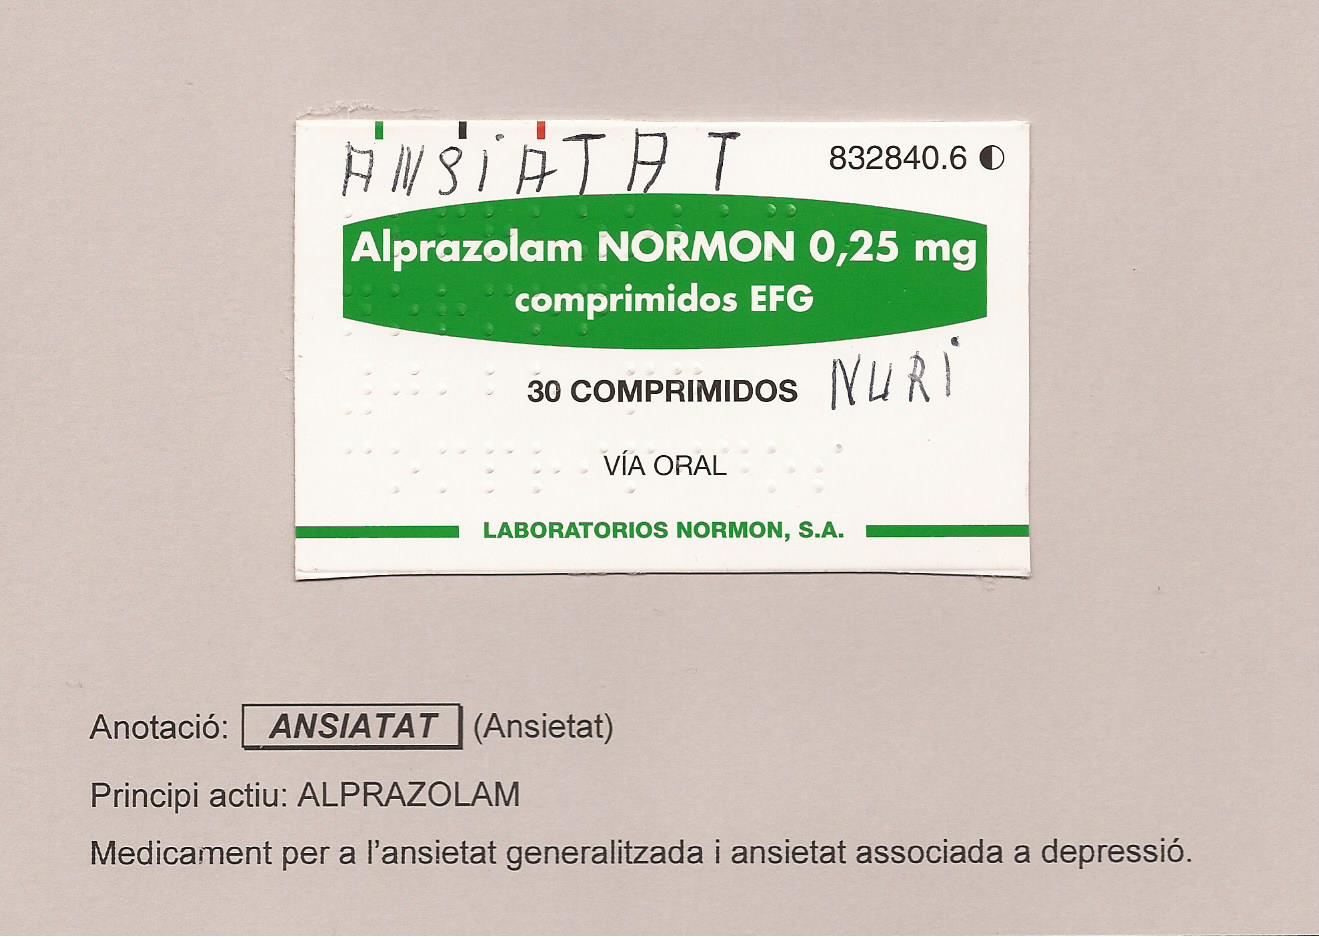 ANSIATAT
832840.6
Alprazolam NORMON 0,25 mg
comprimidos EFG
30 COMPRIMIDOS NURI
VÍA ORAL
LABORATORIOS NORMON, S.A.
Anotació: ANSIATAT (Ansietat)
Principi actiu: ALPRAZOLAM
Medicament per a l'ansietat generalitzada i ansietat associada a depressió.